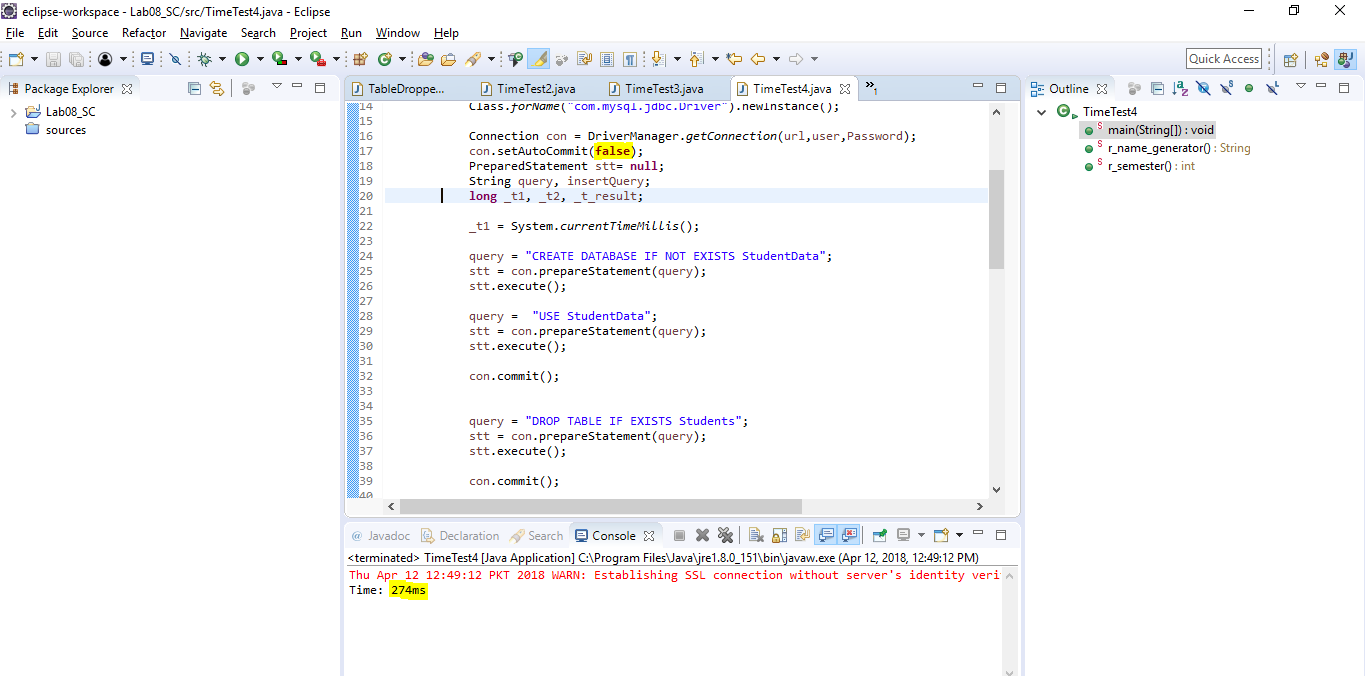 eclipse-workspace - Lab08_SC/src/TimeTest4.java - Eclipse
File Edit Source Refactor Navigate Search Project Run Window Help
Quick Access
Package Explorer
Lab08_SC
sources
TableDroppe... TimeTest2.java TimeTest3.java TimeTest4.java »1
14 Class.forName("com.mysql.jdbc.Driver").newInstance();
15
16 Connection con = DriverManager.getConnection(url,user,Password);
17 con.setAutoCommit(false);
18 PreparedStatement stt= null;
19 String query, insertQuery;
20 long _t1, _t2, _t_result;
21
22 _t1 = System.currentTimeMillis();
23
24 query = "CREATE DATABASE IF NOT EXISTS StudentData";
25 stt = con.prepareStatement(query);
26 stt.execute();
27
28 query =  "USE StudentData";
29 stt = con.prepareStatement(query);
30 stt.execute();
31
32 con.commit();
33
34
35 query = "DROP TABLE IF EXISTS Students";
36 stt = con.prepareStatement(query);
37 stt.execute();
38
39 con.commit();
40
Outline
TimeTest4
main(String[]) : void
r_name_generator() : String
r_semester() : int
@ Javadoc Declaration Search Console
<terminated> TimeTest4 [Java Application] C:\Program Files\Java\jre1.8.0_151\bin\javaw.exe (Apr 12, 2018, 12:49:12 PM)
Thu Apr 12 12:49:12 PKT 2018 WARN: Establishing SSL connection without server's identity veri
Time: 274ms